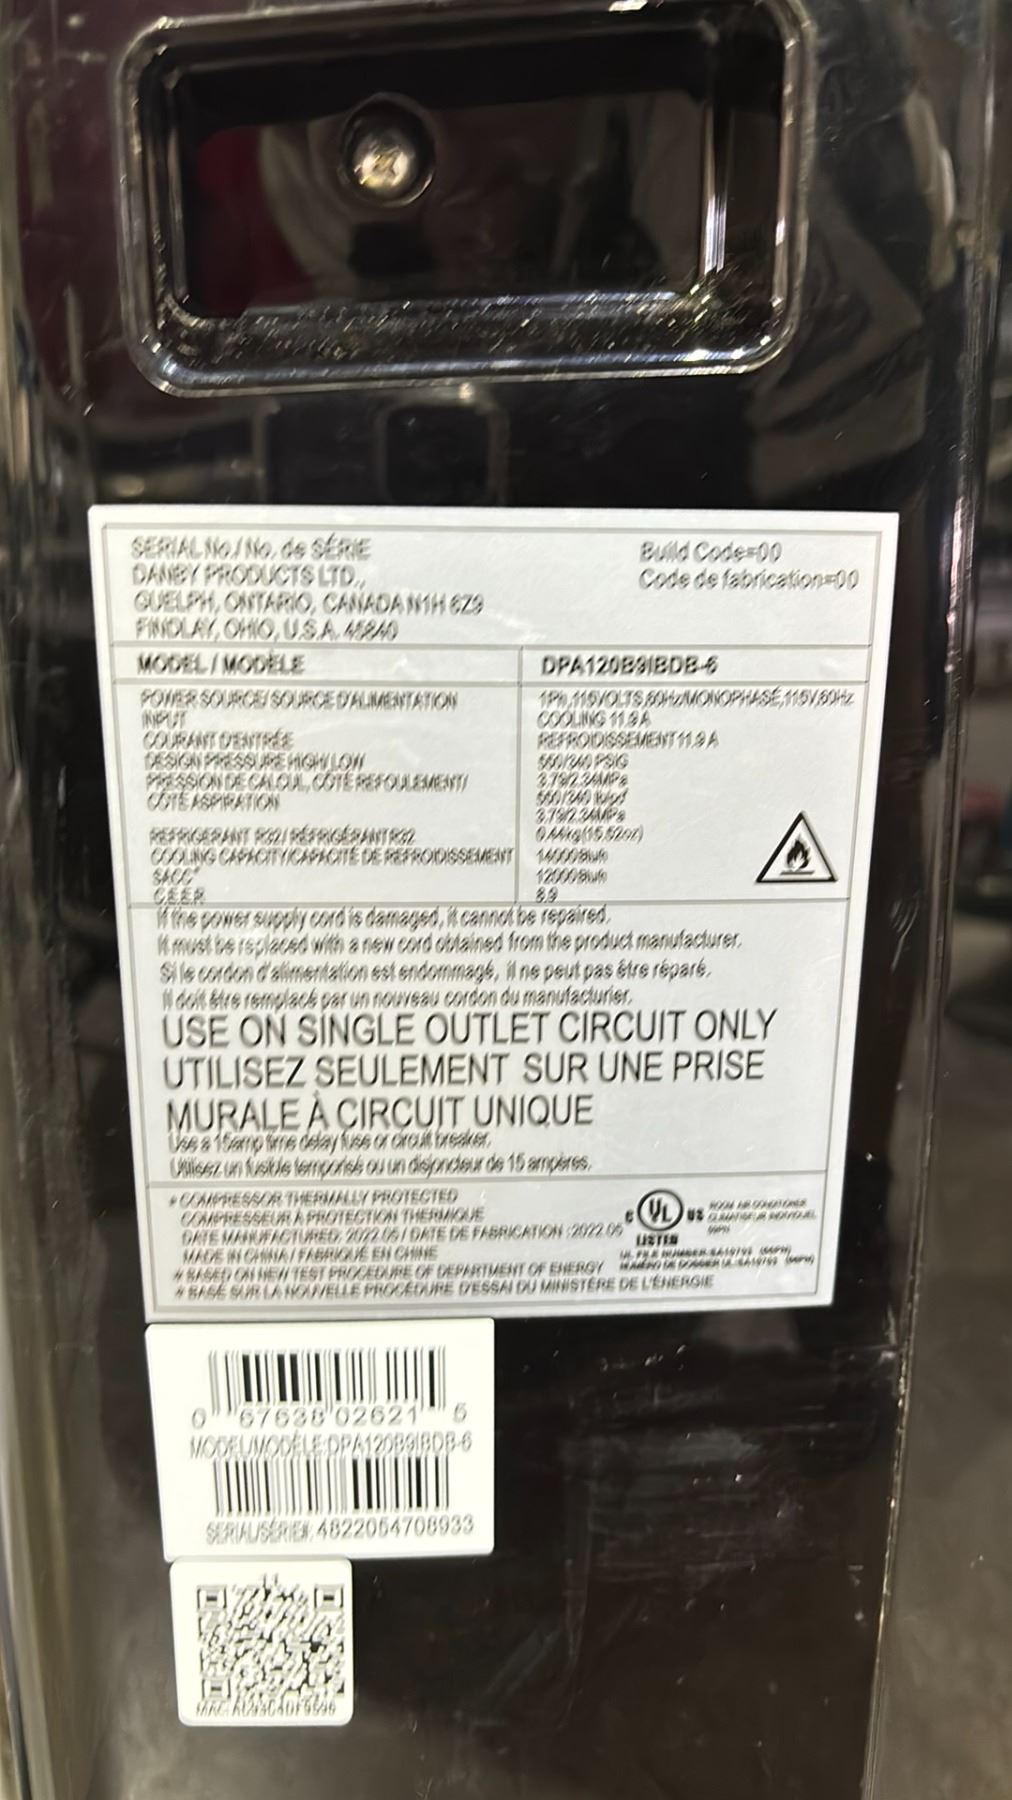 SERIAL No./No. de SÉRIE
DANBY PRODUCTS LTD.,
GUELPH, ONTARIO, CANADA N1H 6Z9
FINDLAY, OHIO, U.S.A. 45840
Build Code=00
Code de fabrication=00
MODEL / MODÈLE DPA120B9IBDB-6
POWER SOURCE/ SOURCE D'ALIMENTATION 1Ph,115VOLTS,60Hz/MONOPHASÉ,115V,60Hz
INPUT COOLING 11.9 A
COURANT D'ENTRÉE REFROIDISSEMENT 11.9 A
DESIGN PRESSURE HIGH/LOW 550/340 PSIG
PRESSION DE CALCUL, CÔTÉ REFOULEMENT/ 3.79/2.34MPa
CÔTÉ ASPIRATION 550/340 lb/po²
3.79/2.34MPa
REFRIGERANT R32/ RÉFRIGÉRANT R32 0.44kg(15.52oz)
COOLING CAPACITY/CAPACITÉ DE REFROIDISSEMENT 14000Btu/h
SACC* 12000Btu/h
C.E.E.R 8.9
If the power supply cord is damaged, it cannot be repaired.
It must be replaced with a new cord obtained from the product manufacturer.
Si le cordon d'alimentation est endommagé, il ne peut pas être réparé.
Il doit être remplacé par un nouveau cordon du manufacturier.
USE ON SINGLE OUTLET CIRCUIT ONLY
UTILISEZ SEULEMENT SUR UNE PRISE
MURALE À CIRCUIT UNIQUE
Use a 15amp time delay fuse or circuit breaker.
Utilisez un fusible temporisé ou un disjoncteur de 15 ampères.
* COMPRESSOR THERMALLY PROTECTED
COMPRESSEUR À PROTECTION THERMIQUE
DATE MANUFACTURED: 2022.05 / DATE DE FABRICATION :2022.05
MADE IN CHINA / FABRIQUÉ EN CHINE
* BASED ON NEW TEST PROCEDURE OF DEPARTMENT OF ENERGY
* BASÉ SUR LA NOUVELLE PROCÉDURE D'ESSAI DU MINISTÈRE DE L'ÉNERGIE
C UL US
LISTED
ROOM AIR CONDITIONER
CLIMATISEUR INDIVIDUEL
0 67638 02621 5
MODEL/MODÈLE:DPA120B9IBDB-6
SERIAL/SÉRIE#: 4822054708933